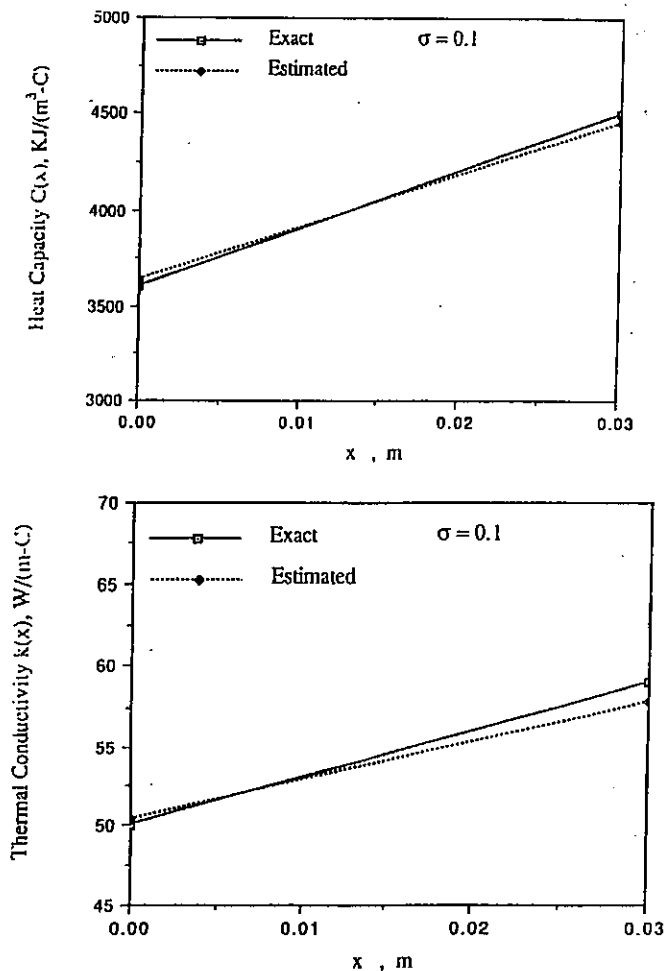 5000
Exact
σ = 0.1
Estimated
4500
4000
3500
3000
Heat Capacity C(x), KJ/(m³-C)
0.00
0.01
0.02
0.03
x , m
70
Exact
σ = 0.1
Estimated
65
60
55
50
45
Thermal Conductivity k(x), W/(m-C)
0.00
0.01
0.02
0.03
x , m